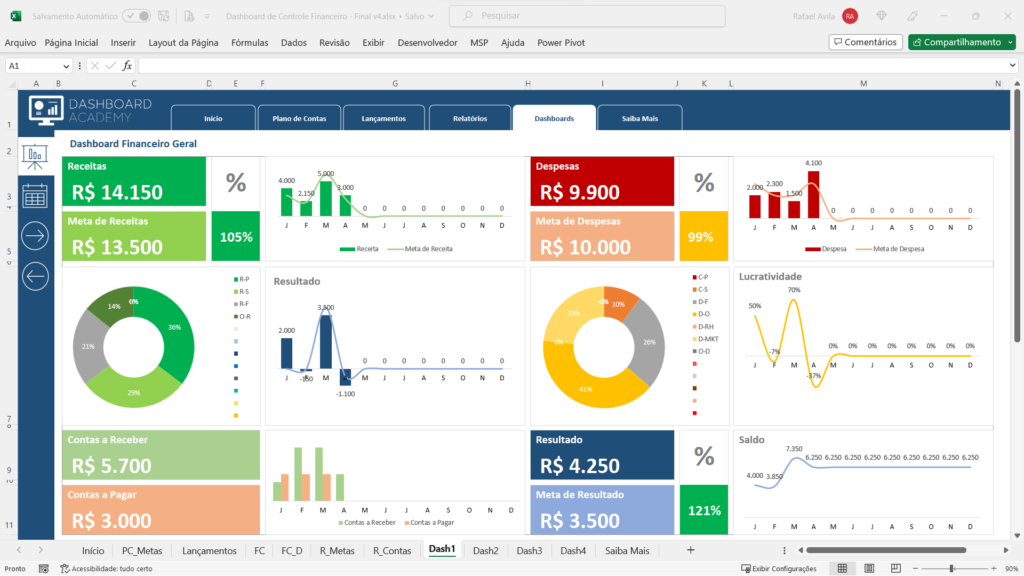 Salvamento Automático
Dashboard de Controle Financeiro - Final v4.xlsx • Salvo
Pesquisar
Rafael Avila RA
Arquivo Página Inicial Inserir Layout da Página Fórmulas Dados Revisão Exibir Desenvolvedor MSP Ajuda Power Pivot
Comentários Compartilhamento
A1 fx
A B C D E F G H I J K L M N
DASHBOARD
ACADEMY
Início Plano de Contas Lançamentos Relatórios Dashboards Saiba Mais
Dashboard Financeiro Geral
Receitas
R$ 14.150
%
Meta de Receitas
R$ 13.500
105%
4.000 2.150 5.000 3.000 0 0 0 0 0 0 0 0
J F M A M J J A S O N D
Receita Meta de Receita
Despesas
R$ 9.900
%
Meta de Despesas
R$ 10.000
99%
2.000 2.300 1.500 4.100 0 0 0 0 0 0 0 0
J F M A M J J A S O N D
Despesa Meta de Despesa
36%
29%
21%
14%
0%
R-P
R-S
R-F
O-R
Resultado
2.000 -150 3.500 -1.100 0 0 0 0 0 0 0 0
J F M A M J J A S O N D
0%
10%
26%
41%
0%
23%
C-P
C-S
D-F
D-O
D-RH
D-MKT
O-D
Lucratividade
50% -7% 70% -37% 0% 0% 0% 0% 0% 0% 0% 0%
J F M A M J J A S O N D
Contas a Receber
R$ 5.700
Contas a Pagar
R$ 3.000
J F M A M J J A S O N D
Contas a Receber Contas a Pagar
Resultado
R$ 4.250
%
Meta de Resultado
R$ 3.500
121%
Saldo
4.000 3.850 7.350 6.250 6.250 6.250 6.250 6.250 6.250 6.250 6.250 6.250
J F M A M J J A S O N D
1
2
3
5
7
9
11
Início PC_Metas Lançamentos FC FC_D R_Metas R_Contas Dash1 Dash2 Dash3 Dash4 Saiba Mais
Pronto Acessibilidade: tudo certo Exibir Configurações 90%